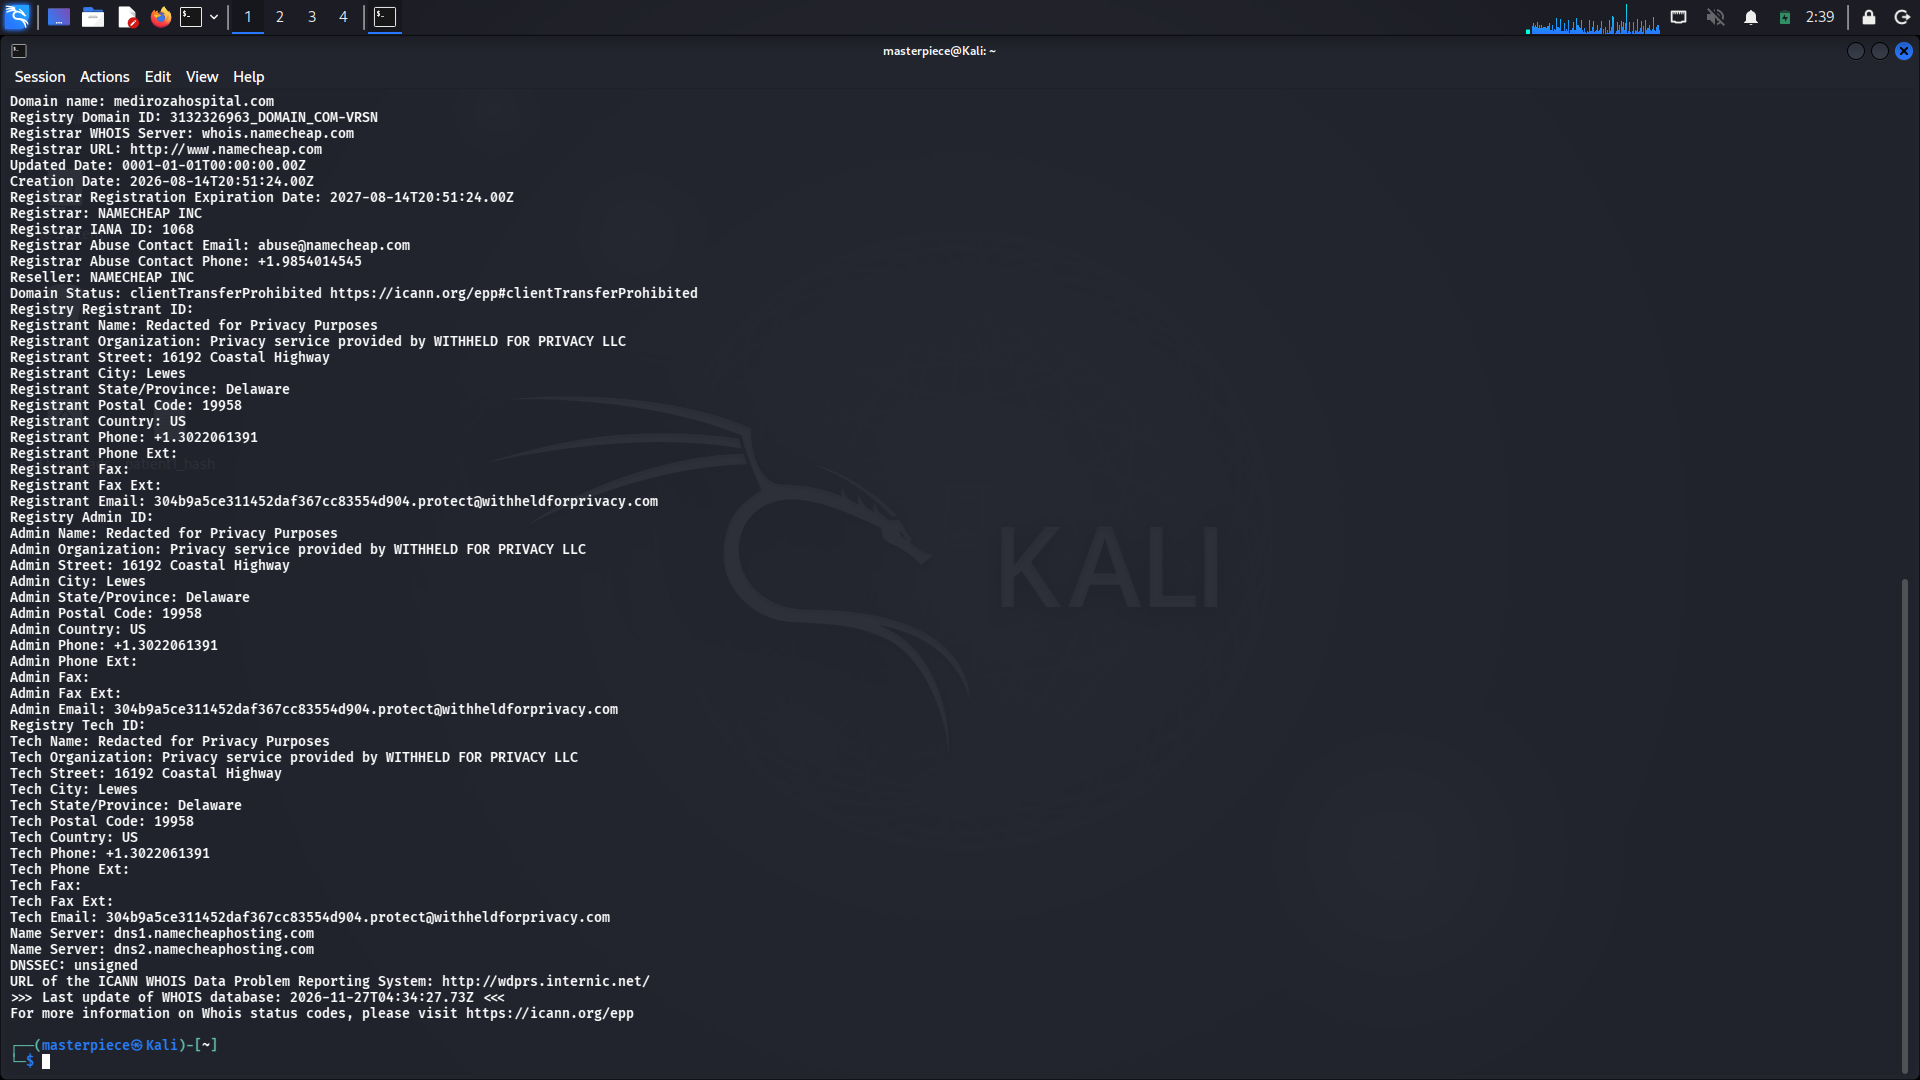 1 2 3 4 2:39
masterpiece@Kali: ~
Session Actions Edit View Help
Domain name: medirozahospital.com
Registry Domain ID: 3132326963_DOMAIN_COM-VRSN
Registrar WHOIS Server: whois.namecheap.com
Registrar URL: http://www.namecheap.com
Updated Date: 0001-01-01T00:00:00.00Z
Creation Date: 2026-08-14T20:51:24.00Z
Registrar Registration Expiration Date: 2027-08-14T20:51:24.00Z
Registrar: NAMECHEAP INC
Registrar IANA ID: 1068
Registrar Abuse Contact Email: abuse@namecheap.com
Registrar Abuse Contact Phone: +1.9854014545
Reseller: NAMECHEAP INC
Domain Status: clientTransferProhibited https://icann.org/epp#clientTransferProhibited
Registry Registrant ID:
Registrant Name: Redacted for Privacy Purposes
Registrant Organization: Privacy service provided by WITHHELD FOR PRIVACY LLC
Registrant Street: 16192 Coastal Highway
Registrant City: Lewes
Registrant State/Province: Delaware
Registrant Postal Code: 19958
Registrant Country: US
Registrant Phone: +1.3022061391
Registrant Phone Ext:
Registrant Fax:
Registrant Fax Ext:
Registrant Email: 304b9a5ce311452daf367cc83554d904.protect@withheldforprivacy.com
Registry Admin ID:
Admin Name: Redacted for Privacy Purposes
Admin Organization: Privacy service provided by WITHHELD FOR PRIVACY LLC
Admin Street: 16192 Coastal Highway
Admin City: Lewes
Admin State/Province: Delaware
Admin Postal Code: 19958
Admin Country: US
Admin Phone: +1.3022061391
Admin Phone Ext:
Admin Fax:
Admin Fax Ext:
Admin Email: 304b9a5ce311452daf367cc83554d904.protect@withheldforprivacy.com
Registry Tech ID:
Tech Name: Redacted for Privacy Purposes
Tech Organization: Privacy service provided by WITHHELD FOR PRIVACY LLC
Tech Street: 16192 Coastal Highway
Tech City: Lewes
Tech State/Province: Delaware
Tech Postal Code: 19958
Tech Country: US
Tech Phone: +1.3022061391
Tech Phone Ext:
Tech Fax:
Tech Fax Ext:
Tech Email: 304b9a5ce311452daf367cc83554d904.protect@withheldforprivacy.com
Name Server: dns1.namecheaphosting.com
Name Server: dns2.namecheaphosting.com
DNSSEC: unsigned
URL of the ICANN WHOIS Data Problem Reporting System: http://wdprs.internic.net/
>>> Last update of WHOIS database: 2026-11-27T04:34:27.73Z <<<
For more information on Whois status codes, please visit https://icann.org/epp
┌──(masterpiece㉿Kali)-[~]
└─$
KALI